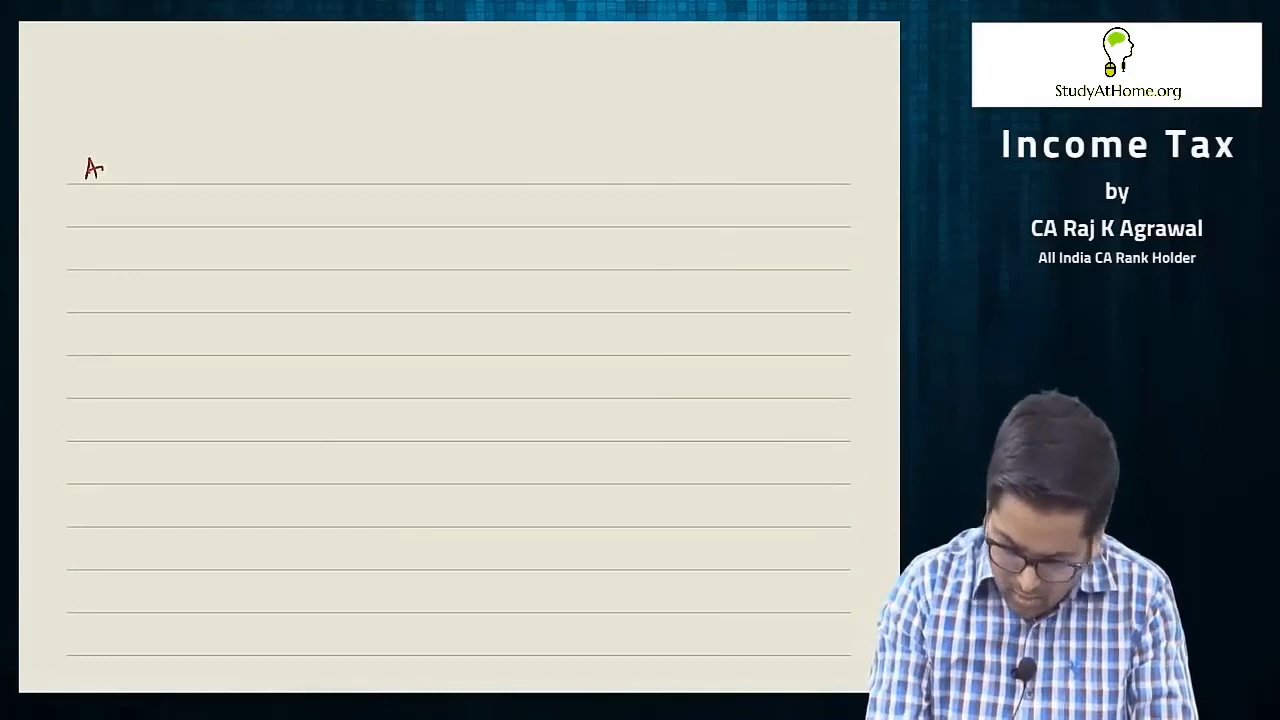 A
StudyAtHome.org
Income Tax
by
CA Raj K Agrawal
All India CA Rank Holder